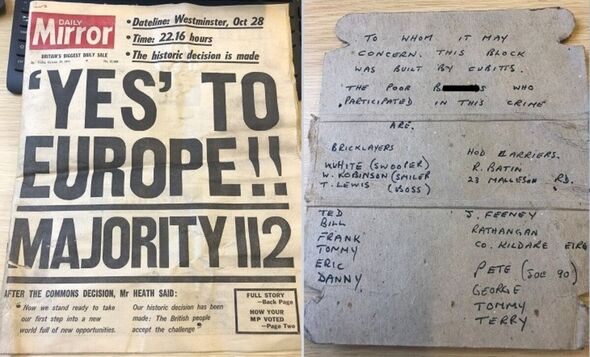 DAILY
Mirror
BRITAIN'S BIGGEST DAILY SALE
• Dateline: Westminster, Oct 28
• Time: 22.16 hours
• The historic decision is made
'YES' TO
EUROPE!!
MAJORITY 112
AFTER THE COMMONS DECISION, Mr HEATH SAID:
"Now we stand ready to take
our first step into a new
world full of new opportunities.
Our historic decision has been
made: The British people
accept the challenge"
FULL STORY
—Back Page
HOW YOUR
MP VOTED
—Page Two
TO WHOM IT MAY
CONCERN. THIS BLOCK
WAS BUILT BY CUBITTS.
THE POOR B S WHO
PARTICIPATED IN THIS CRIME
ARE.
BRICKLAYERS
WHITE (SWOOPER)
W. ROBINSON (SMILER
T. LEWIS (BOSS)
HOD CARRIERS.
R. BATIN
23 MALLESON RD.
TED
BILL
FRANK
TOMMY
ERIC
DANNY
J. FEENEY
RATHANGAN
CO. KILDARE EIRE
PETE (JOE 90)
GEORGE
TOMMY
TERRY